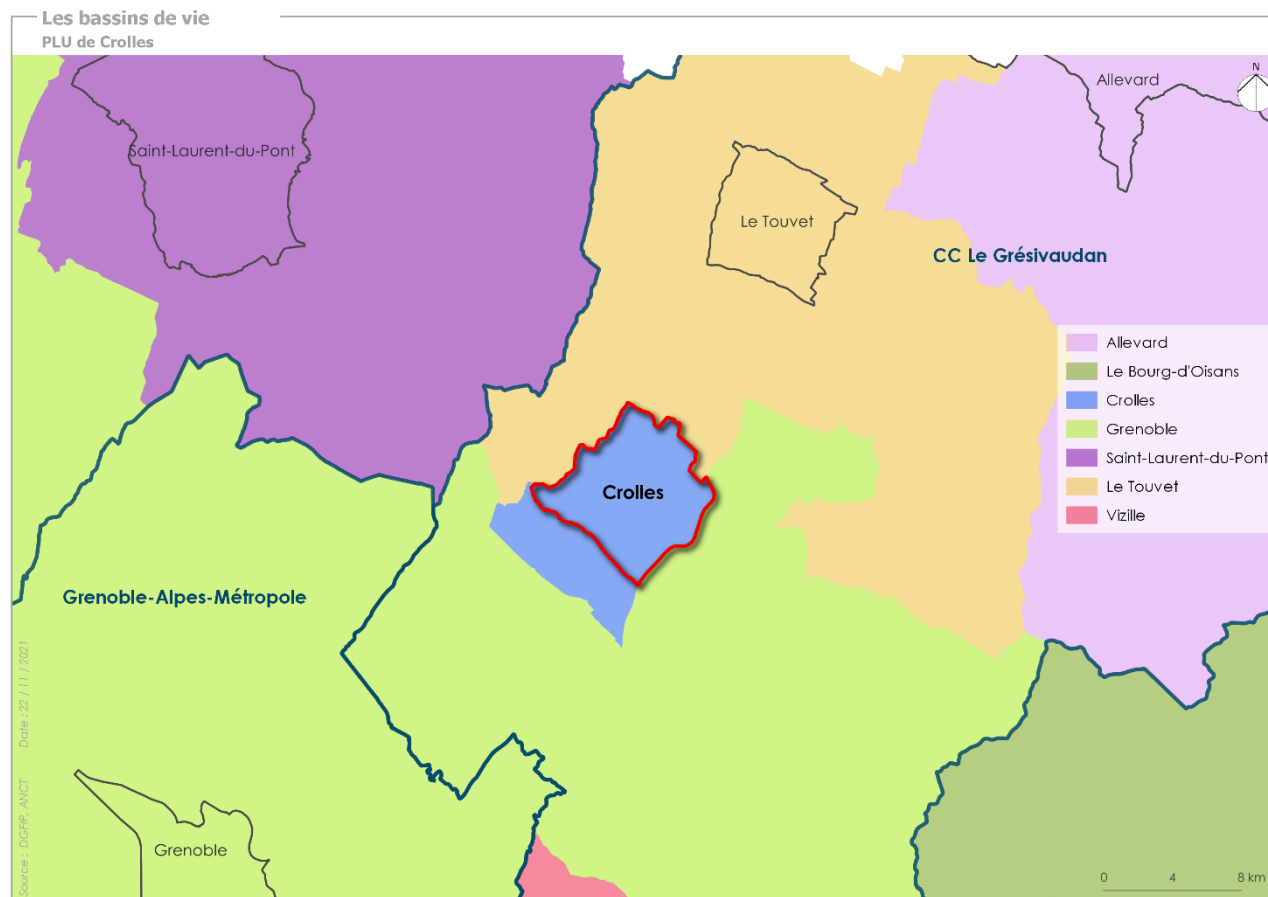 Les bassins de vie
PLU de Crolles
Allevard
N
Saint-Laurent-du-Pont
Le Touvet
CC Le Grésivaudan
Allevard
Le Bourg-d'Oisans
Crolles
Grenoble
Saint-Laurent-du-Pont
Le Touvet
Vizille
Crolles
Grenoble-Alpes-Métropole
Grenoble
Source : DGFIP, ANCT Date : 22 / 11 / 2021
0 4 8 km